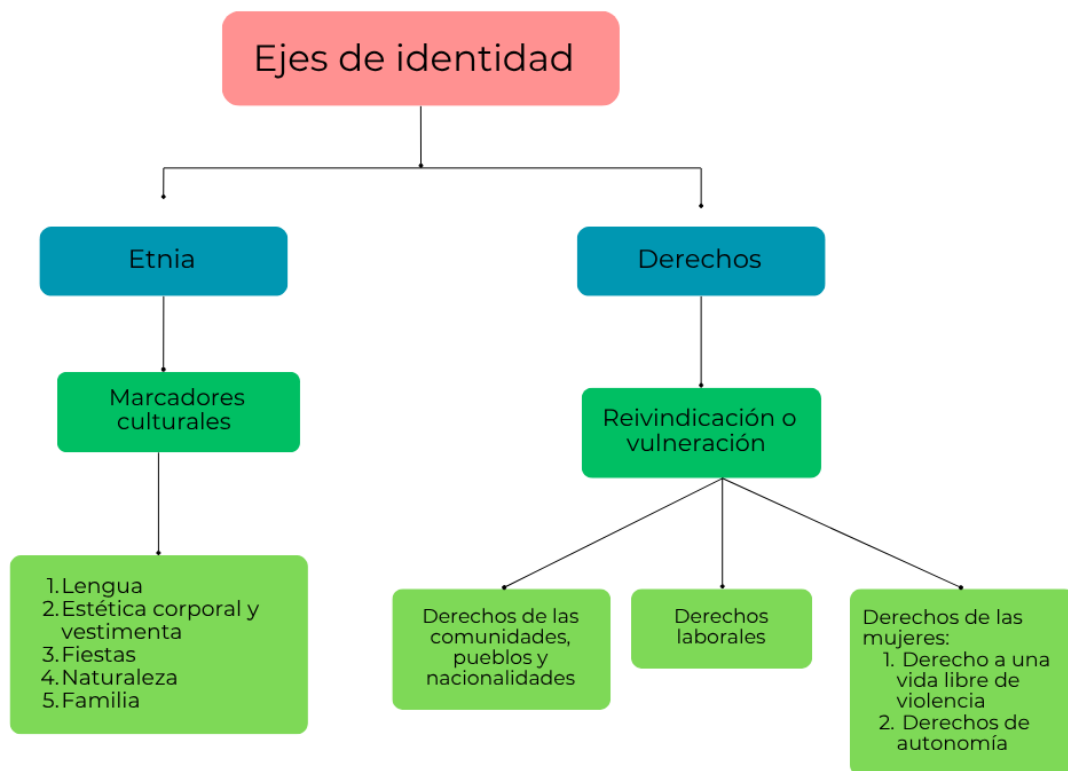 Ejes de identidad
Etnia
Derechos
Marcadores
culturales
Reivindicación o
vulneración
1. Lengua
2. Estética corporal y
vestimenta
3. Fiestas
4. Naturaleza
5. Familia
Derechos de las
comunidades,
pueblos y
nacionalidades
Derechos
laborales
Derechos de las
mujeres:
1. Derecho a una
vida libre de
violencia
2. Derechos de
autonomía